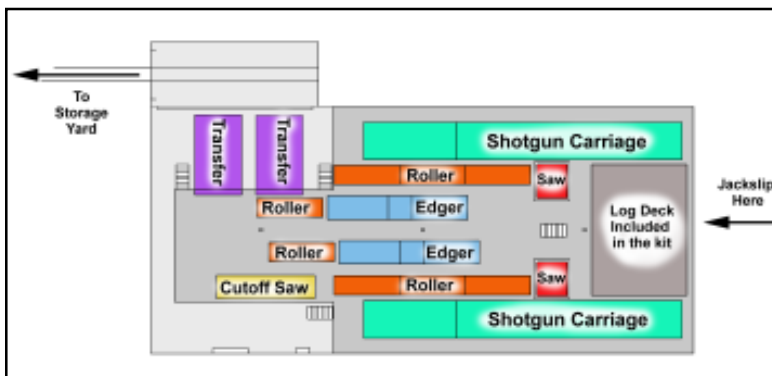 To
Storage
Yard
Transfer
Transfer
Shotgun Carriage
Roller
Saw
Roller
Edger
Log Deck
Included
in the kit
Jackslip
Here
Roller
Edger
Cutoff Saw
Roller
Saw
Shotgun Carriage